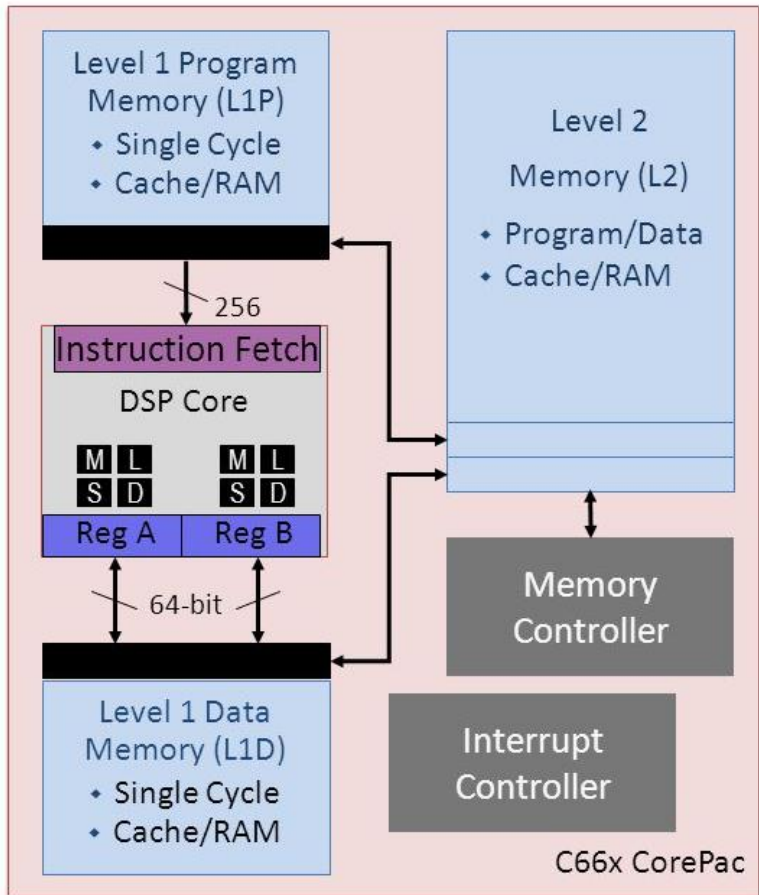 Level 1 Program
Memory (L1P)
◆ Single Cycle
◆ Cache/RAM
256
Instruction Fetch
DSP Core
M L
S D
M L
S D
Reg A
Reg B
64-bit
Level 1 Data
Memory (L1D)
◆ Single Cycle
◆ Cache/RAM
Level 2
Memory (L2)
◆ Program/Data
◆ Cache/RAM
Memory
Controller
Interrupt
Controller
C66x CorePac